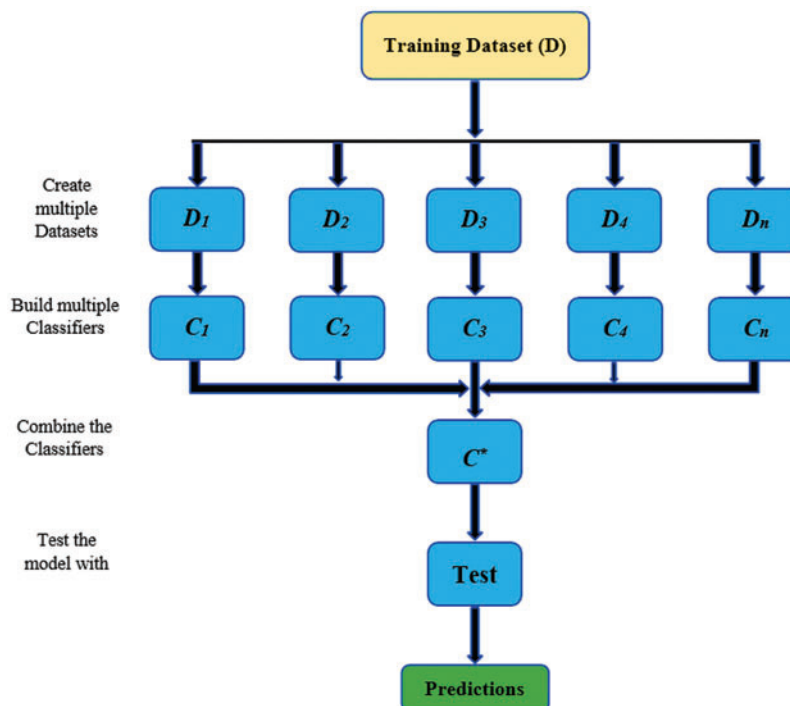 Training Dataset (D)
Create
multiple
Datasets
D1
D2
D3
D4
Dn
Build multiple
Classifiers
C1
C2
C3
C4
Cn
Combine the
Classifiers
C*
Test the
model with
Test
Predictions